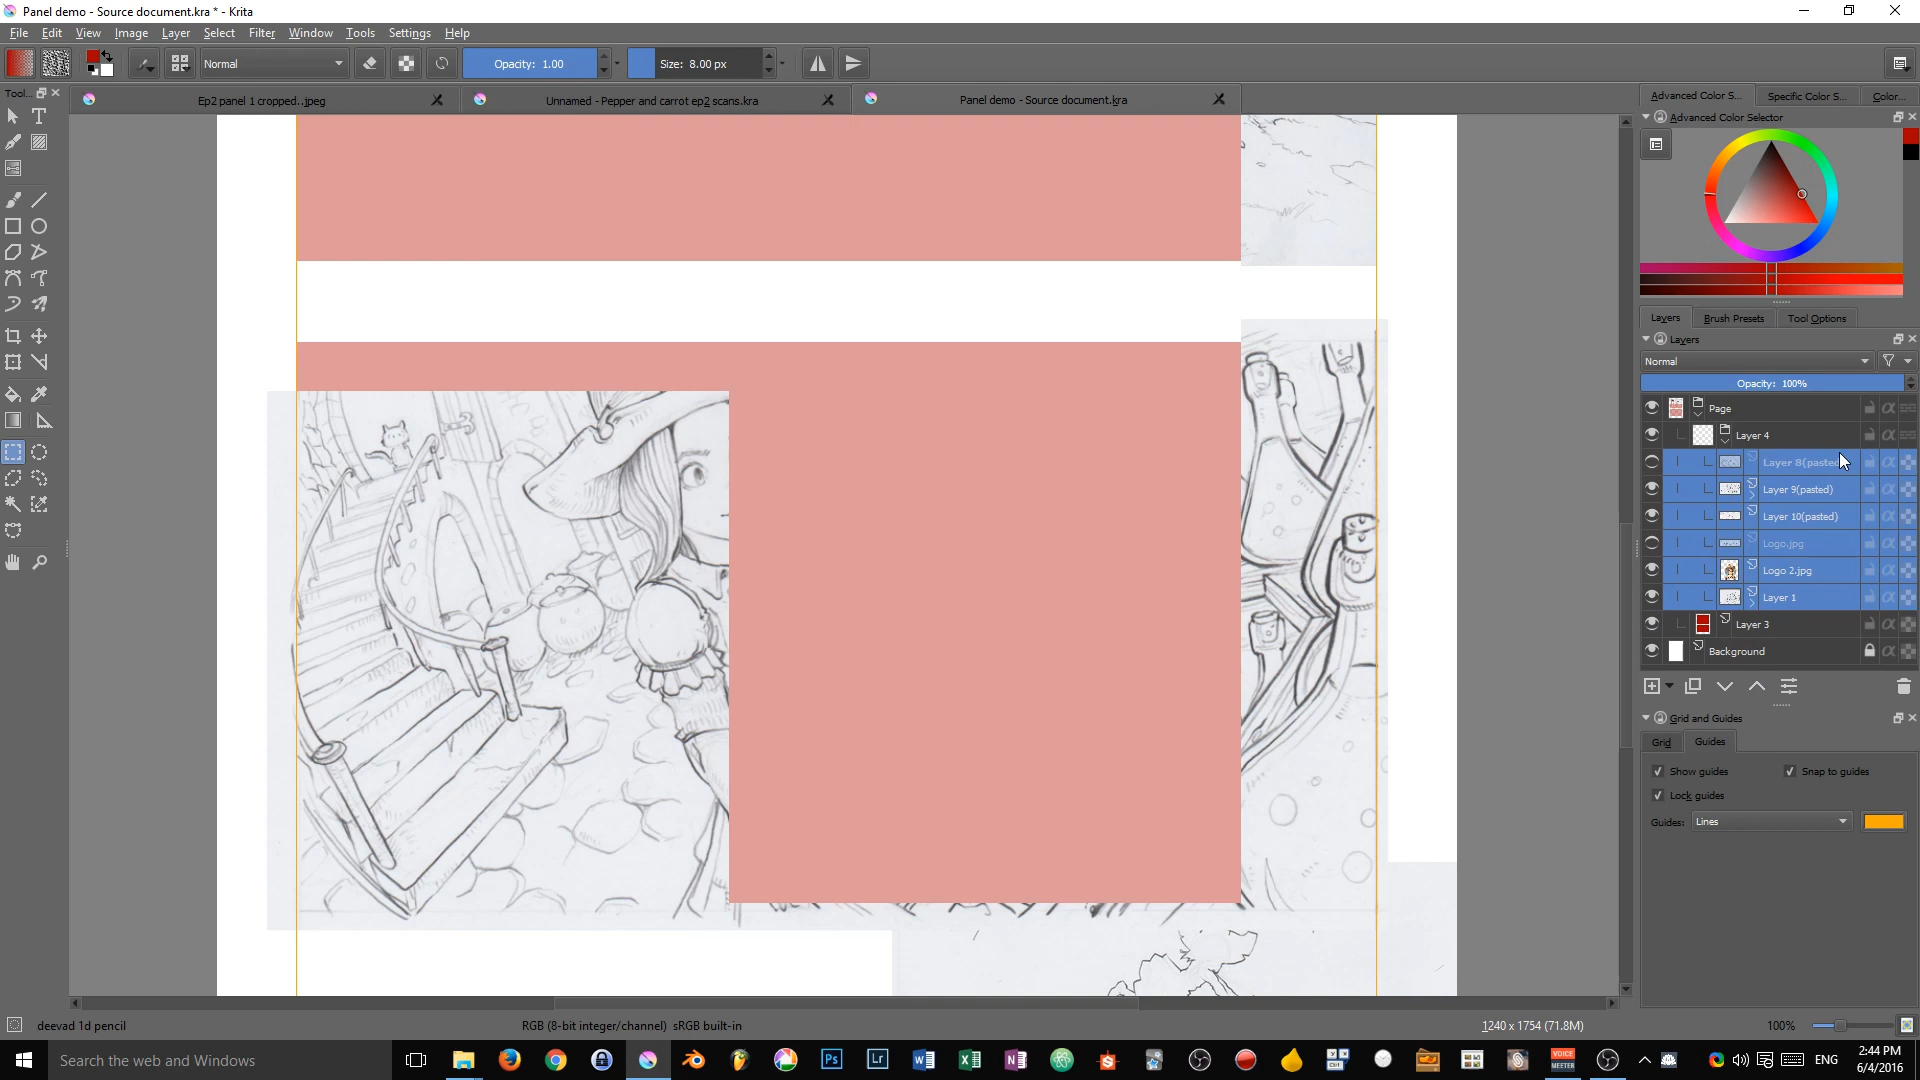 Panel demo - Source document.kra * - Krita
File Edit View Image Layer Select Filter Window Tools Settings Help
Normal
Opacity: 1.00
Size: 8.00 px
Tool...
Ep2 panel 1 cropped..jpeg
Unnamed - Pepper and carrot ep2 scans.kra
Panel demo - Source document.kra
Advanced Color S... Specific Color S... Color...
Advanced Color Selector
Layers Brush Presets Tool Options
Layers
Normal
Opacity: 100%
Page
Layer 4
Layer 8(pasted
Layer 9(pasted)
Layer 10(pasted)
Logo.jpg
Logo 2.jpg
Layer 1
Layer 3
Background
Grid and Guides
Grid Guides
Show guides Snap to guides
Lock guides
Guides: Lines
deevad 1d pencil
RGB (8-bit integer/channel) sRGB built-in
1240 x 1754 (71.8M)
100%
Search the web and Windows
Ps
Lr
VOICE
MEETER
ENG
2:44 PM
6/4/2016